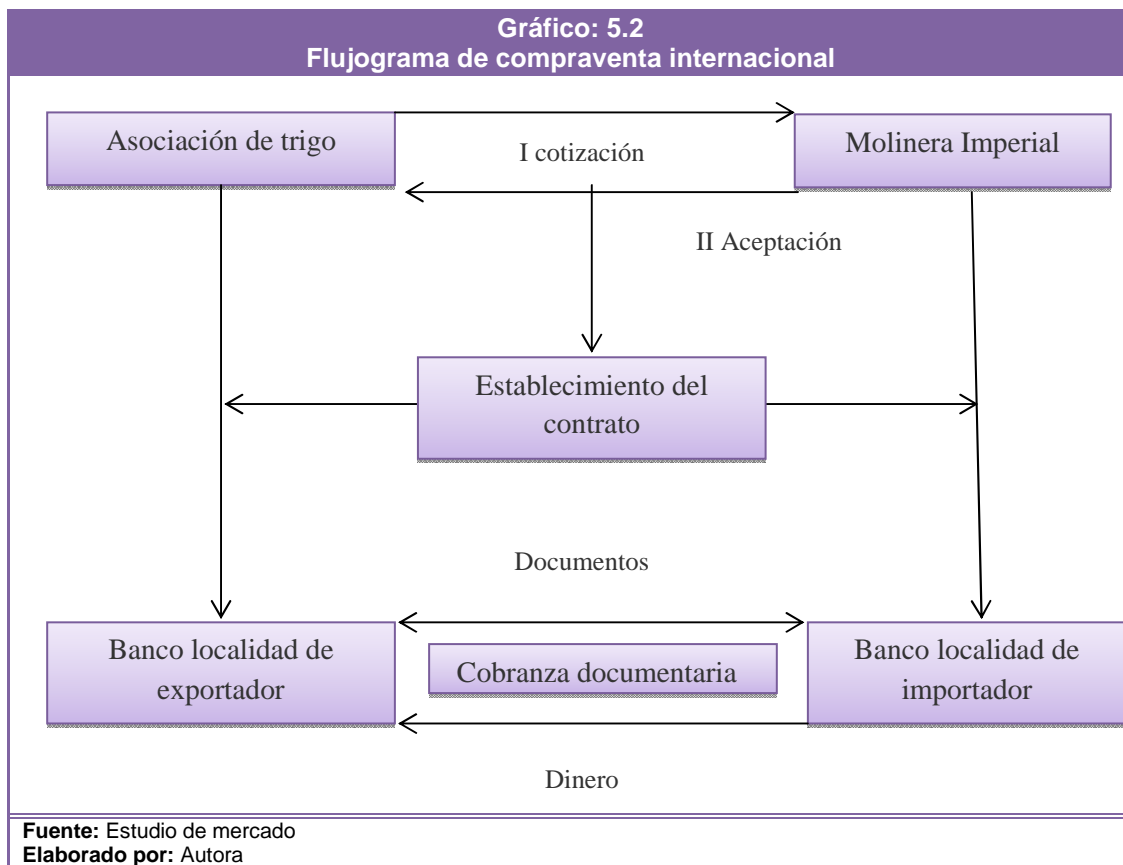 Gráfico: 5.2
Flujograma de compraventa internacional
Asociación de trigo
I cotización
Molinera Imperial
II Aceptación
Establecimiento del
contrato
Documentos
Banco localidad de
exportador
Cobranza documentaria
Banco localidad de
importador
Dinero
Fuente: Estudio de mercado
Elaborado por: Autora